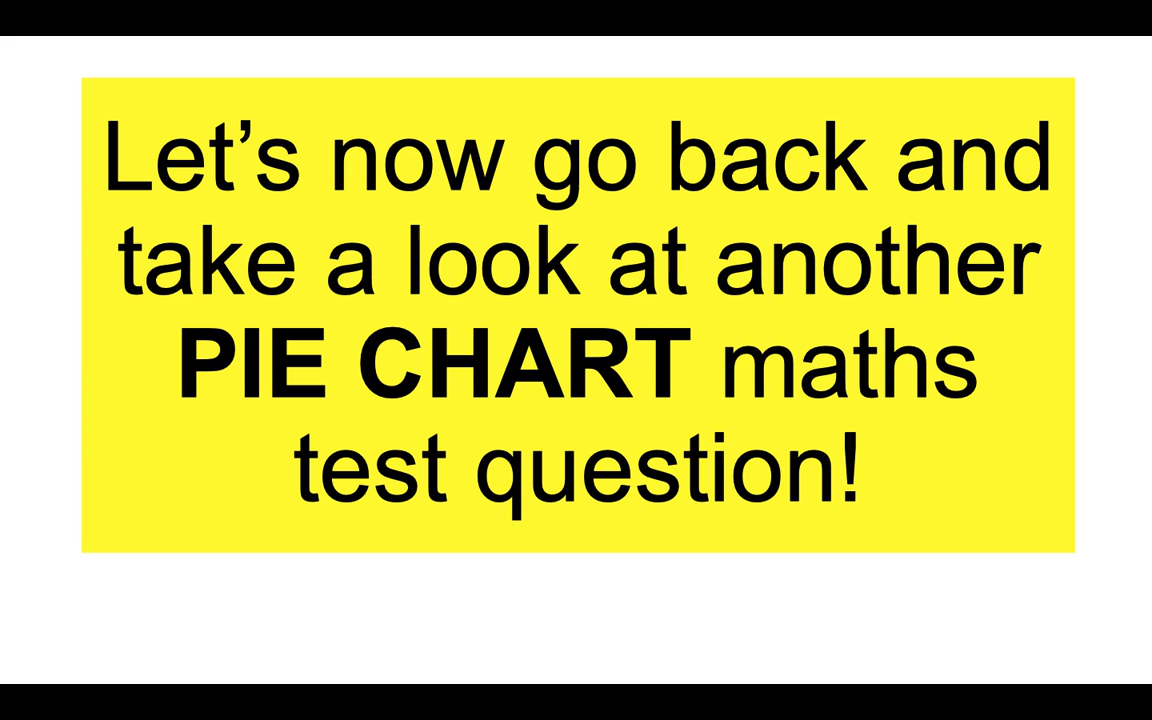 Let’s now go back and
take a look at another
PIE CHART maths
test question!